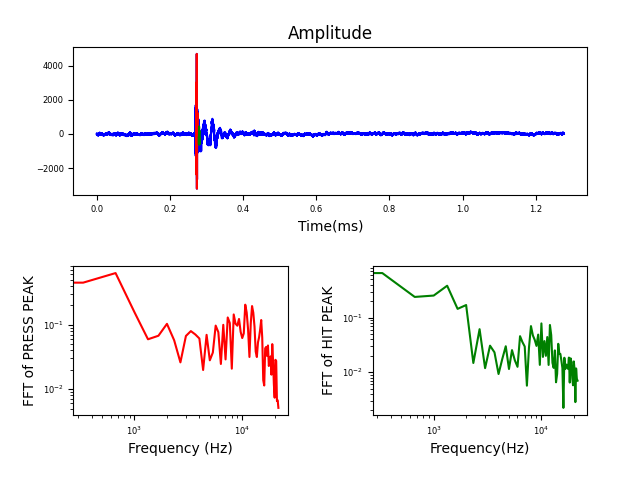 Amplitude
4000
2000
0
−2000
0.0 0.2 0.4 0.6 0.8 1.0 1.2
Time(ms)
FFT of PRESS PEAK
10⁻¹
10⁻²
10³ 10⁴
Frequency (Hz)
FFT of HIT PEAK
10⁻¹
10⁻²
10³ 10⁴
Frequency(Hz)